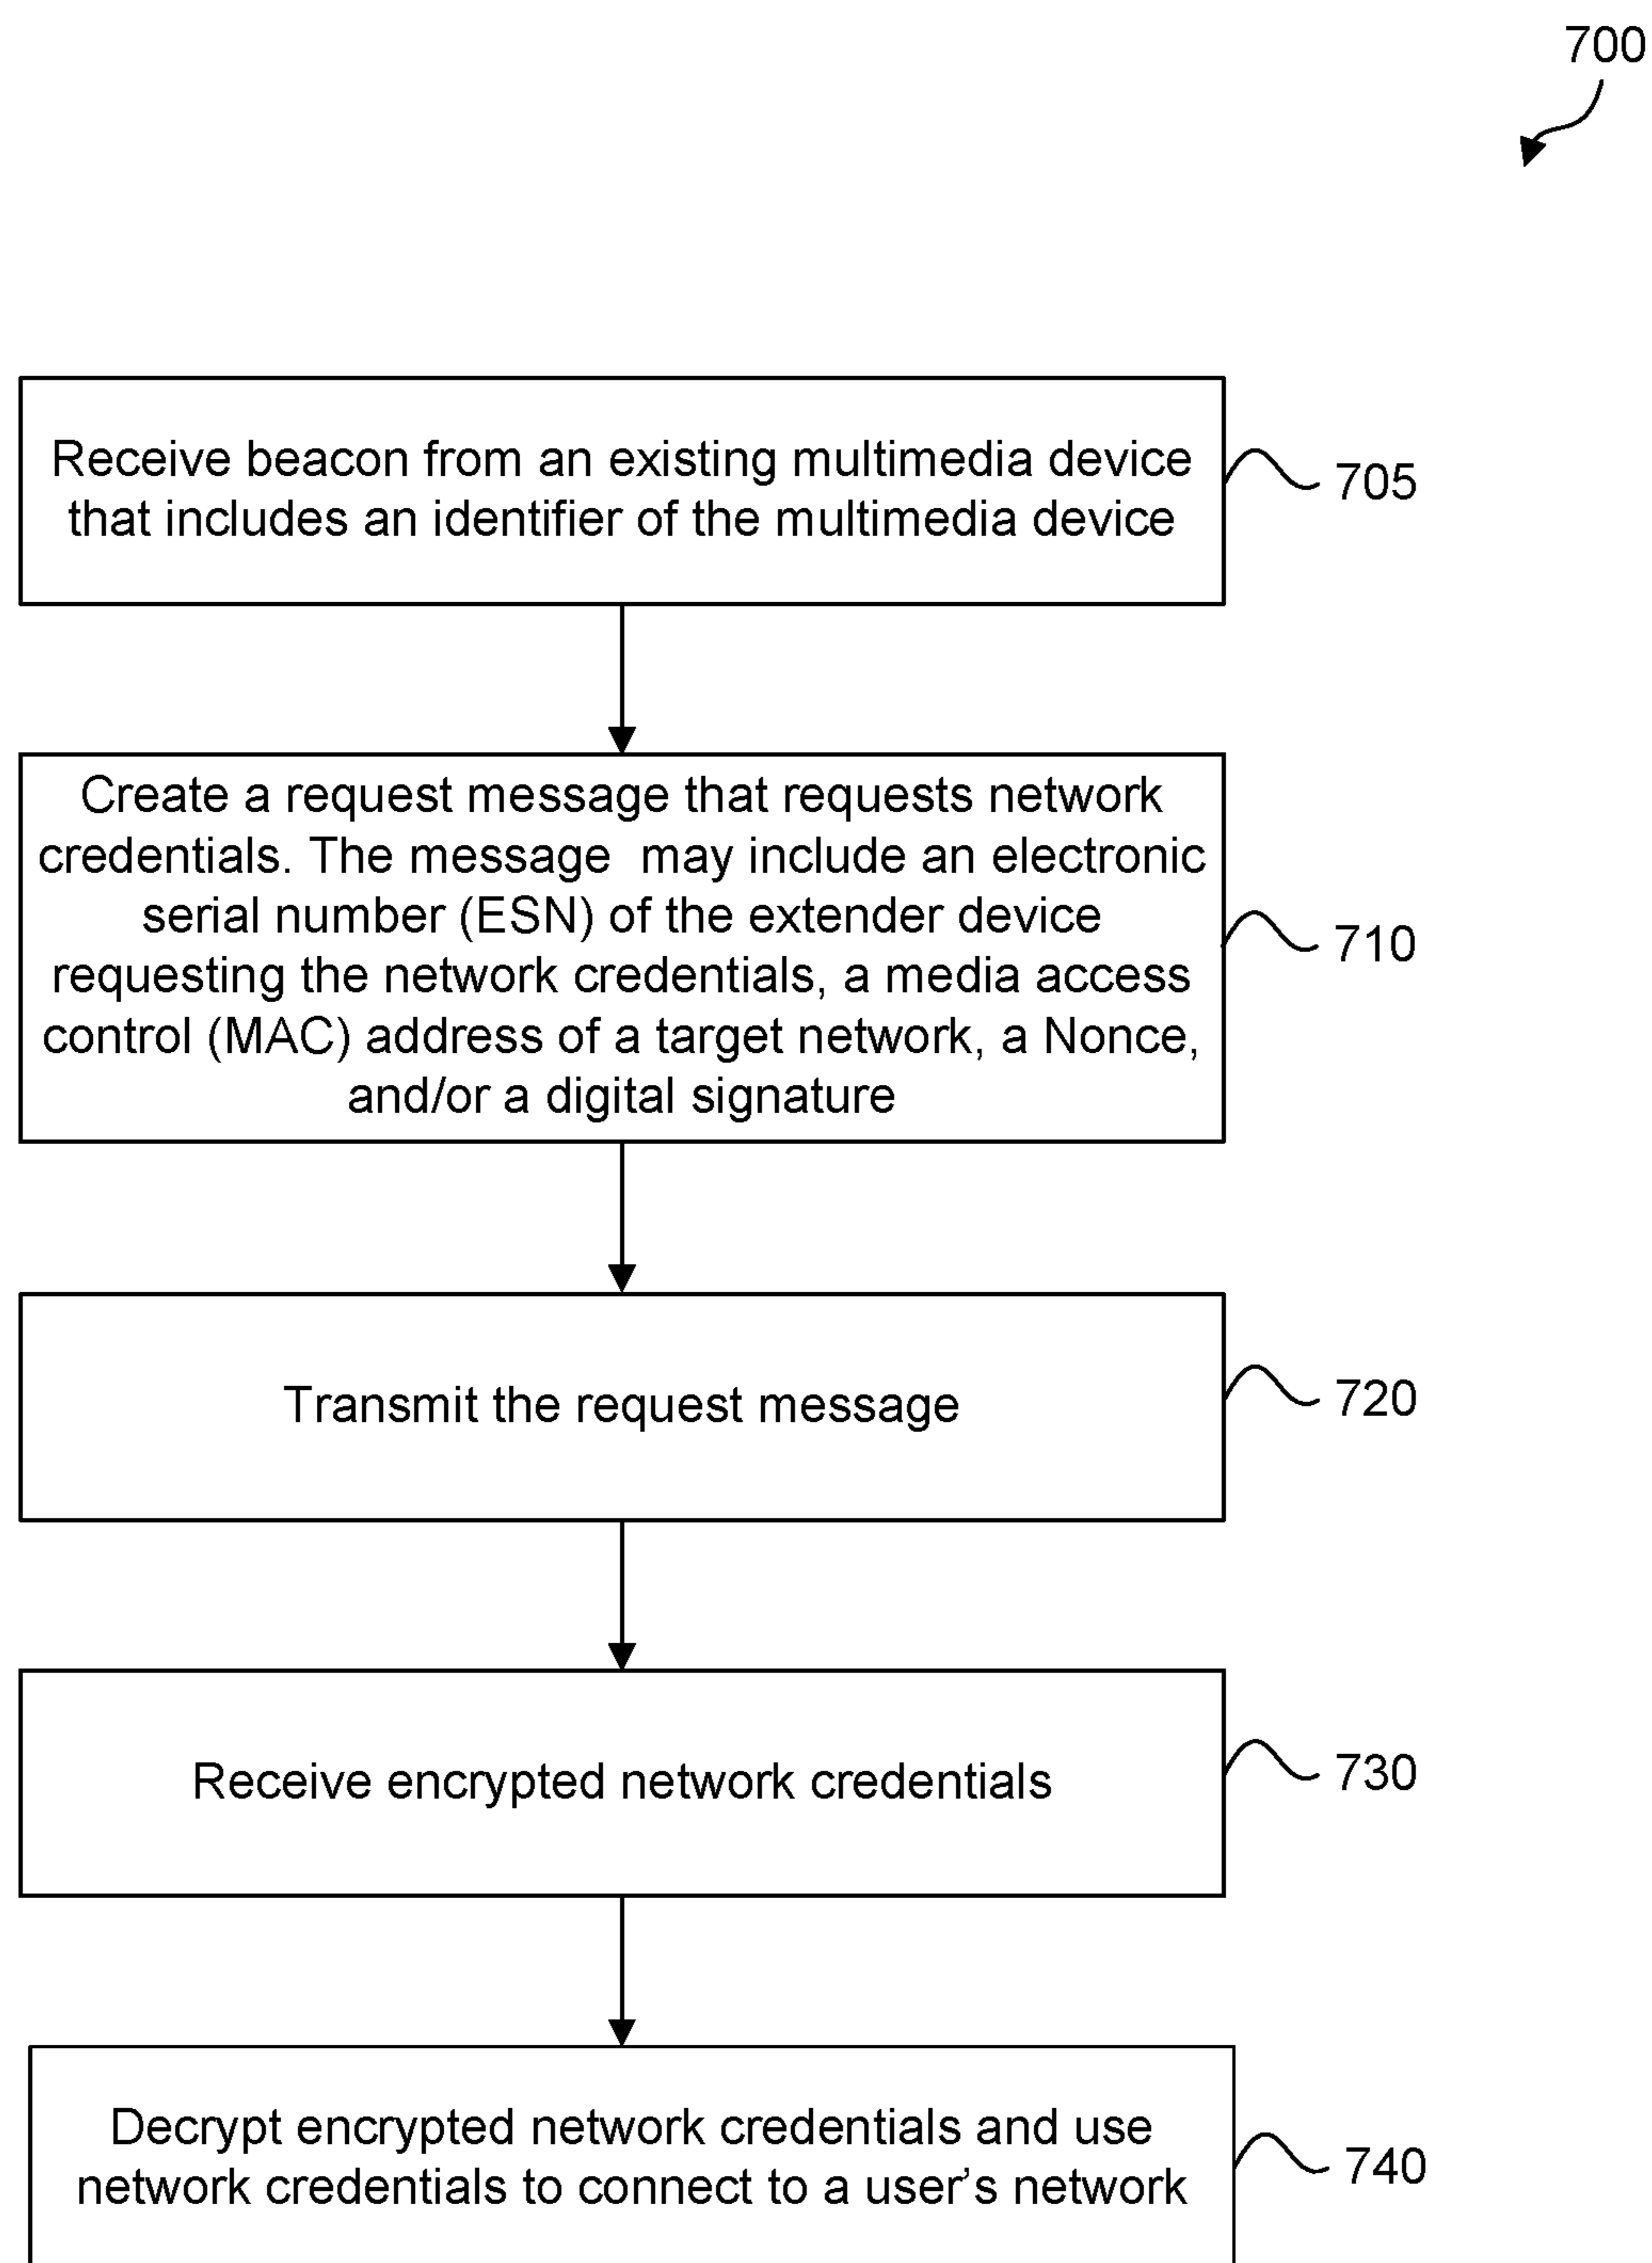 700
Receive beacon from an existing multimedia device
that includes an identifier of the multimedia device
705
Create a request message that requests network
credentials. The message may include an electronic
serial number (ESN) of the extender device
requesting the network credentials, a media access
control (MAC) address of a target network, a Nonce,
and/or a digital signature
710
Transmit the request message
720
Receive encrypted network credentials
730
Decrypt encrypted network credentials and use
network credentials to connect to a user’s network
740